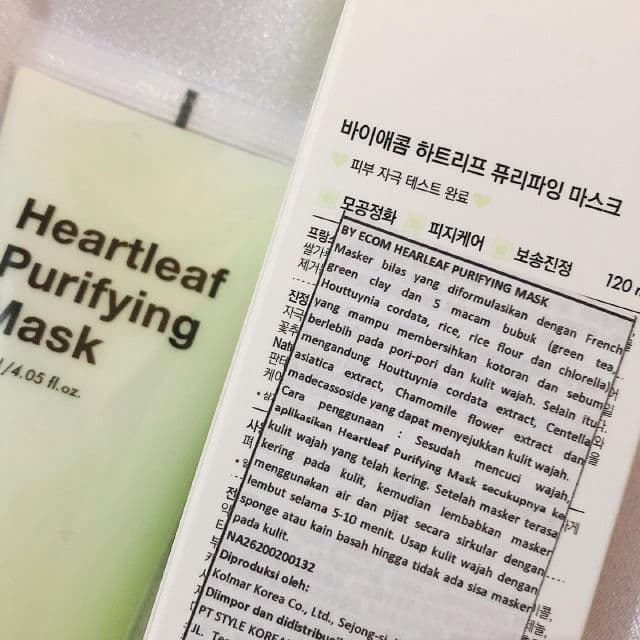 Heartleaf
Purifying
Mask
4.05 fl.oz.
바이애콤 하트리프 퓨리파잉 마스크
피부 자극 테스트 완료
모공정화 피지케어 보송진정
120
BY ECOM HEARLEAF PURIFYING MASK
Masker bilas yang diformulasikan dengan French
green clay dan 5 macam bubuk (green tea,
Houttuynia cordata, rice, rice flour dan chlorella)
yang mampu membersihkan kotoran dan sebum
berlebih pada pori-pori dan kulit wajah. Selain itu
mengandung Houttuynia cordata extract, Centella
asiatica extract, Chamomile flower extract dan
madecassoside yang dapat menyejukkan kulit wajah.
Cara penggunaan : Sesudah mencuci wajah,
aplikasikan Heartleaf Purifying Mask secukupnya ke
kulit wajah yang telah kering. Setelah masker terasa
kering pada kulit, kemudian lembabkan masker
menggunakan air dan pijat secara sirkular dengan
lembut selama 5-10 menit. Usap kulit wajah dengan
sponge atau kain basah hingga tidak ada sisa masker
pada kulit.
NA26200200132
Diproduksi oleh:
Kolmar Korea Co., Ltd., Sejong-si
Diimpor dan didistribusi
PT STYLE KOREAN
JL.